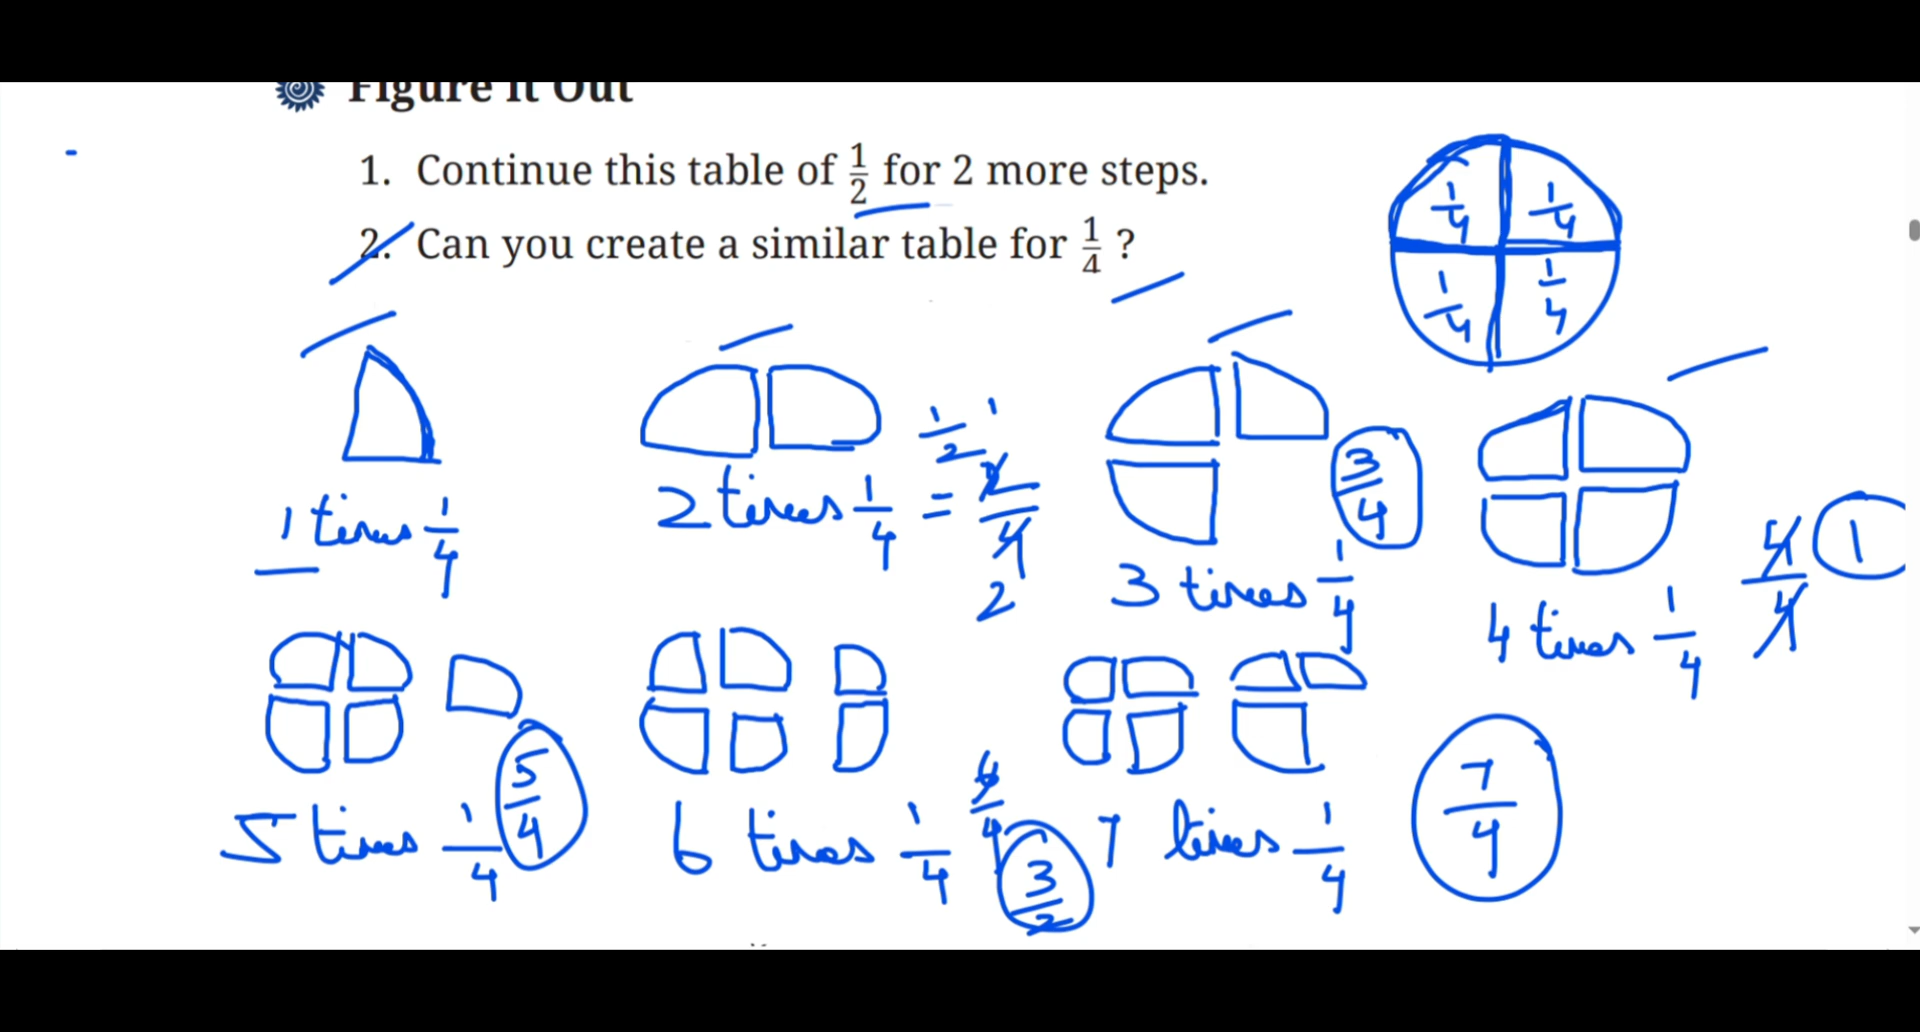 Figure it Out
1. Continue this table of 1/2 for 2 more steps.
2. Can you create a similar table for 1/4 ?
1/4 1/4
1/4 1/4
1 times 1/4
2 times 1/4 = 2/4 1 2 1/2
3 times 1/4 3/4
4 times 1/4 4/4 1
5 times 1/4 5/4
6 times 1/4 6/4 3/2
7 times 1/4 7/4